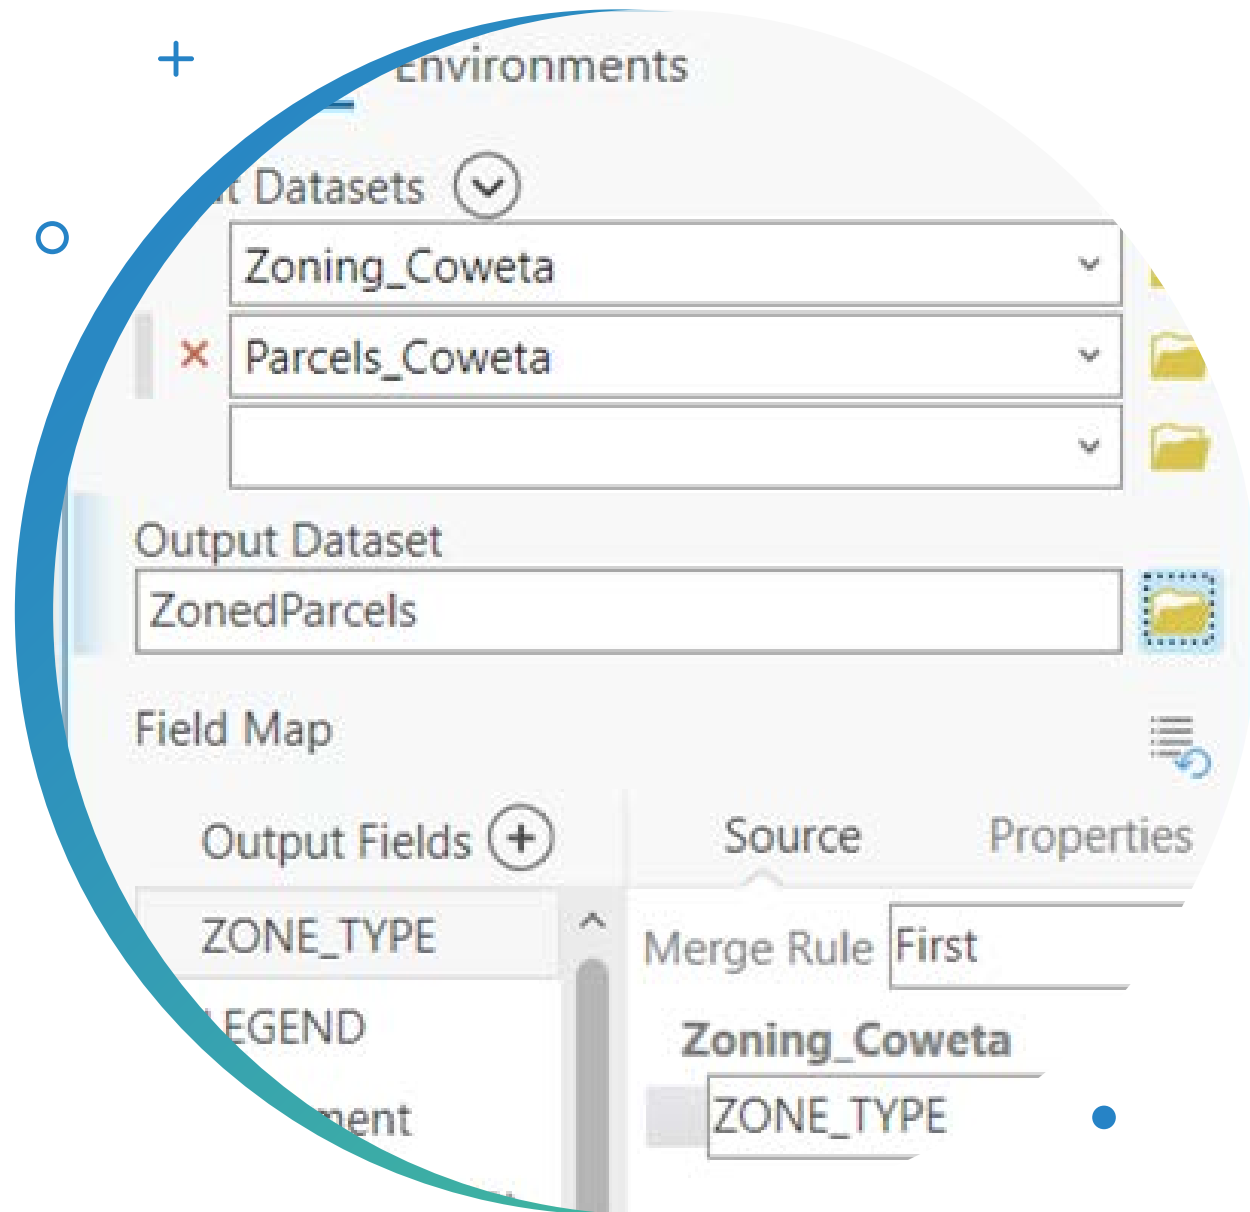 Environments
t Datasets
Zoning_Coweta
Parcels_Coweta
Output Dataset
ZonedParcels
Field Map
Output Fields
Source Properties
ZONE_TYPE
Merge Rule First
LEGEND
Zoning_Coweta
ment
ZONE_TYPE